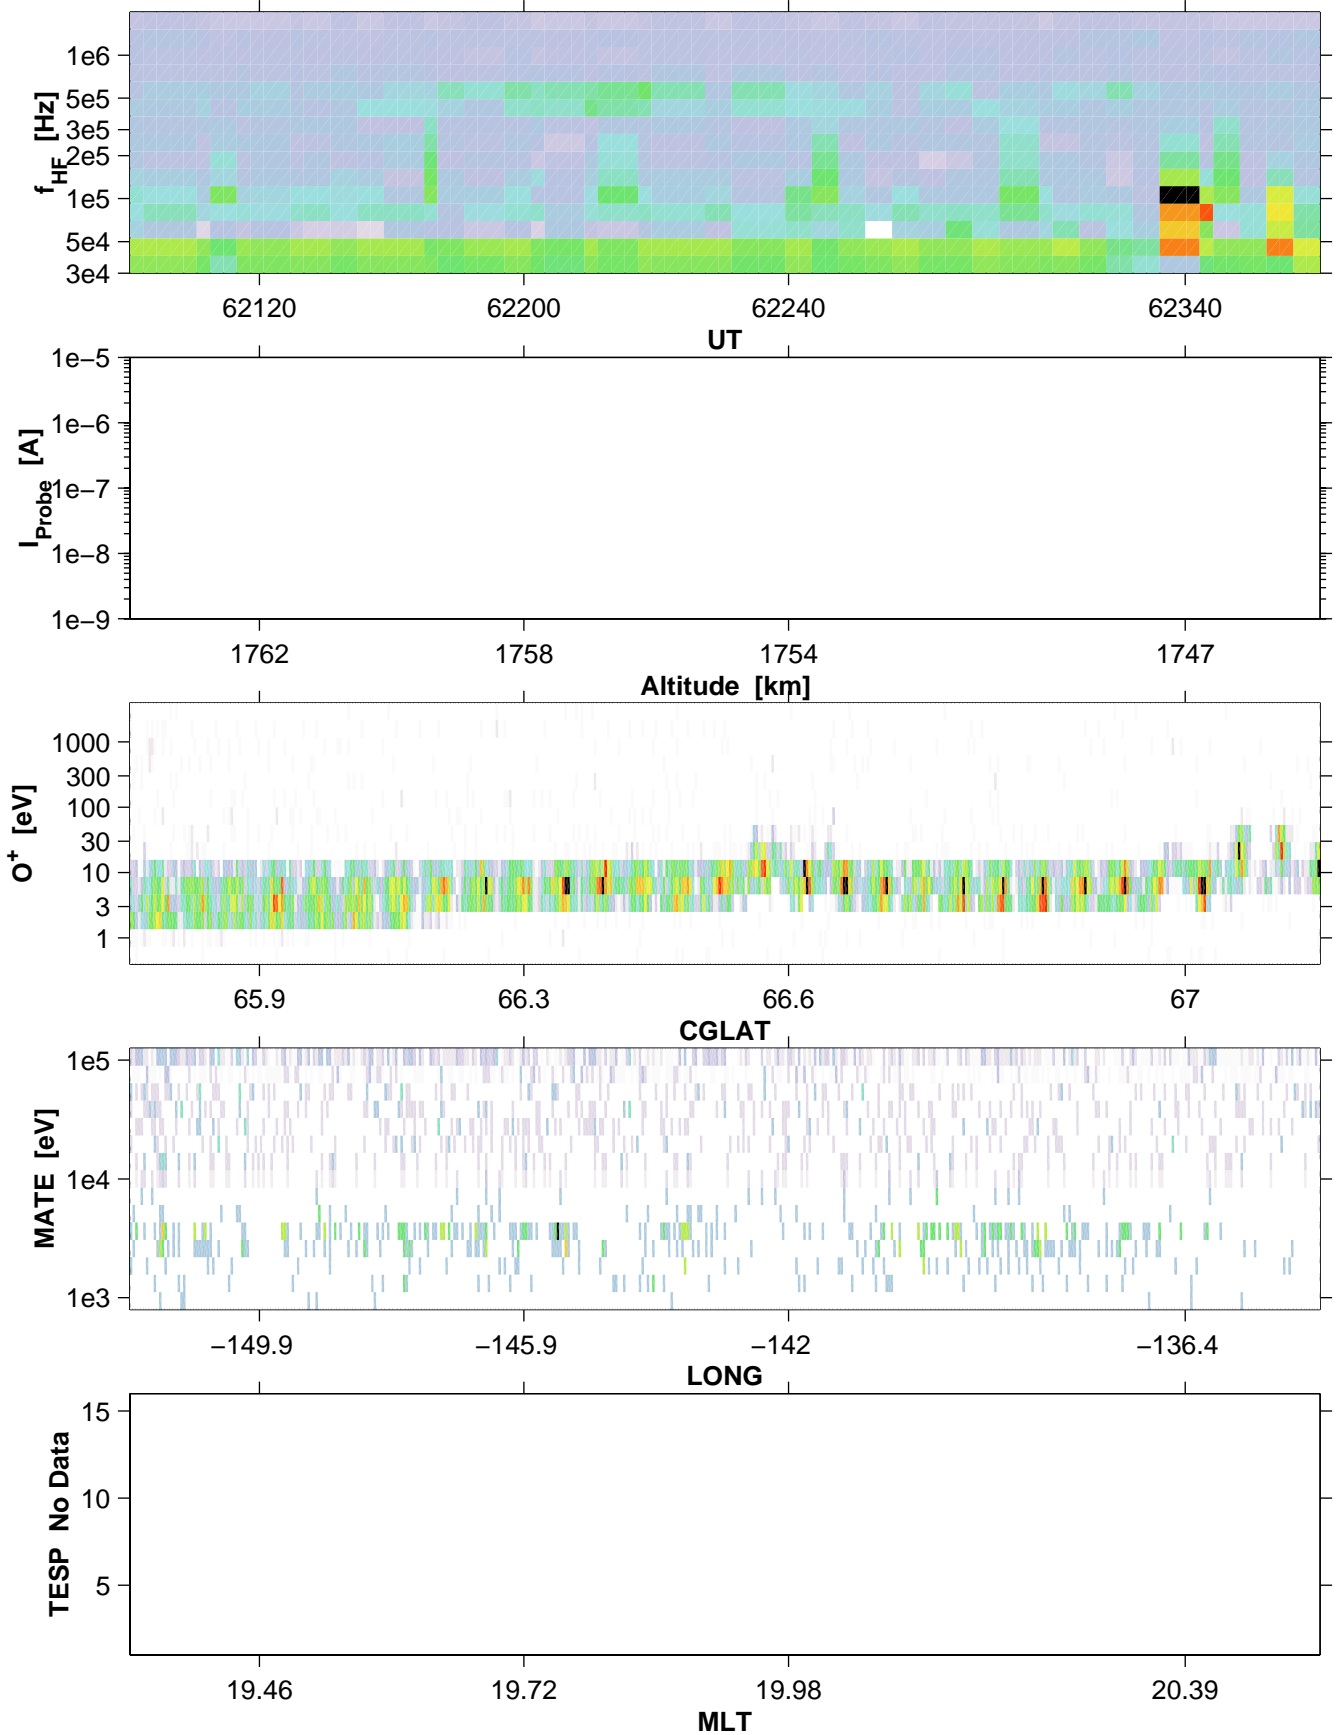 1e6
5e5
3e5
2e5
1e5
5e4
3e4
f_HF [Hz]
62120 62200 62240 62340
UT
1e−5
1e−6
1e−7
1e−8
1e−9
I_Probe [A]
1762 1758 1754 1747
Altitude [km]
1000
300
100
30
10
3
1
O⁺ [eV]
65.9 66.3 66.6 67
CGLAT
1e5
1e4
1e3
MATE [eV]
−149.9 −145.9 −142 −136.4
LONG
15
10
5
TESP No Data
19.46 19.72 19.98 20.39
MLT